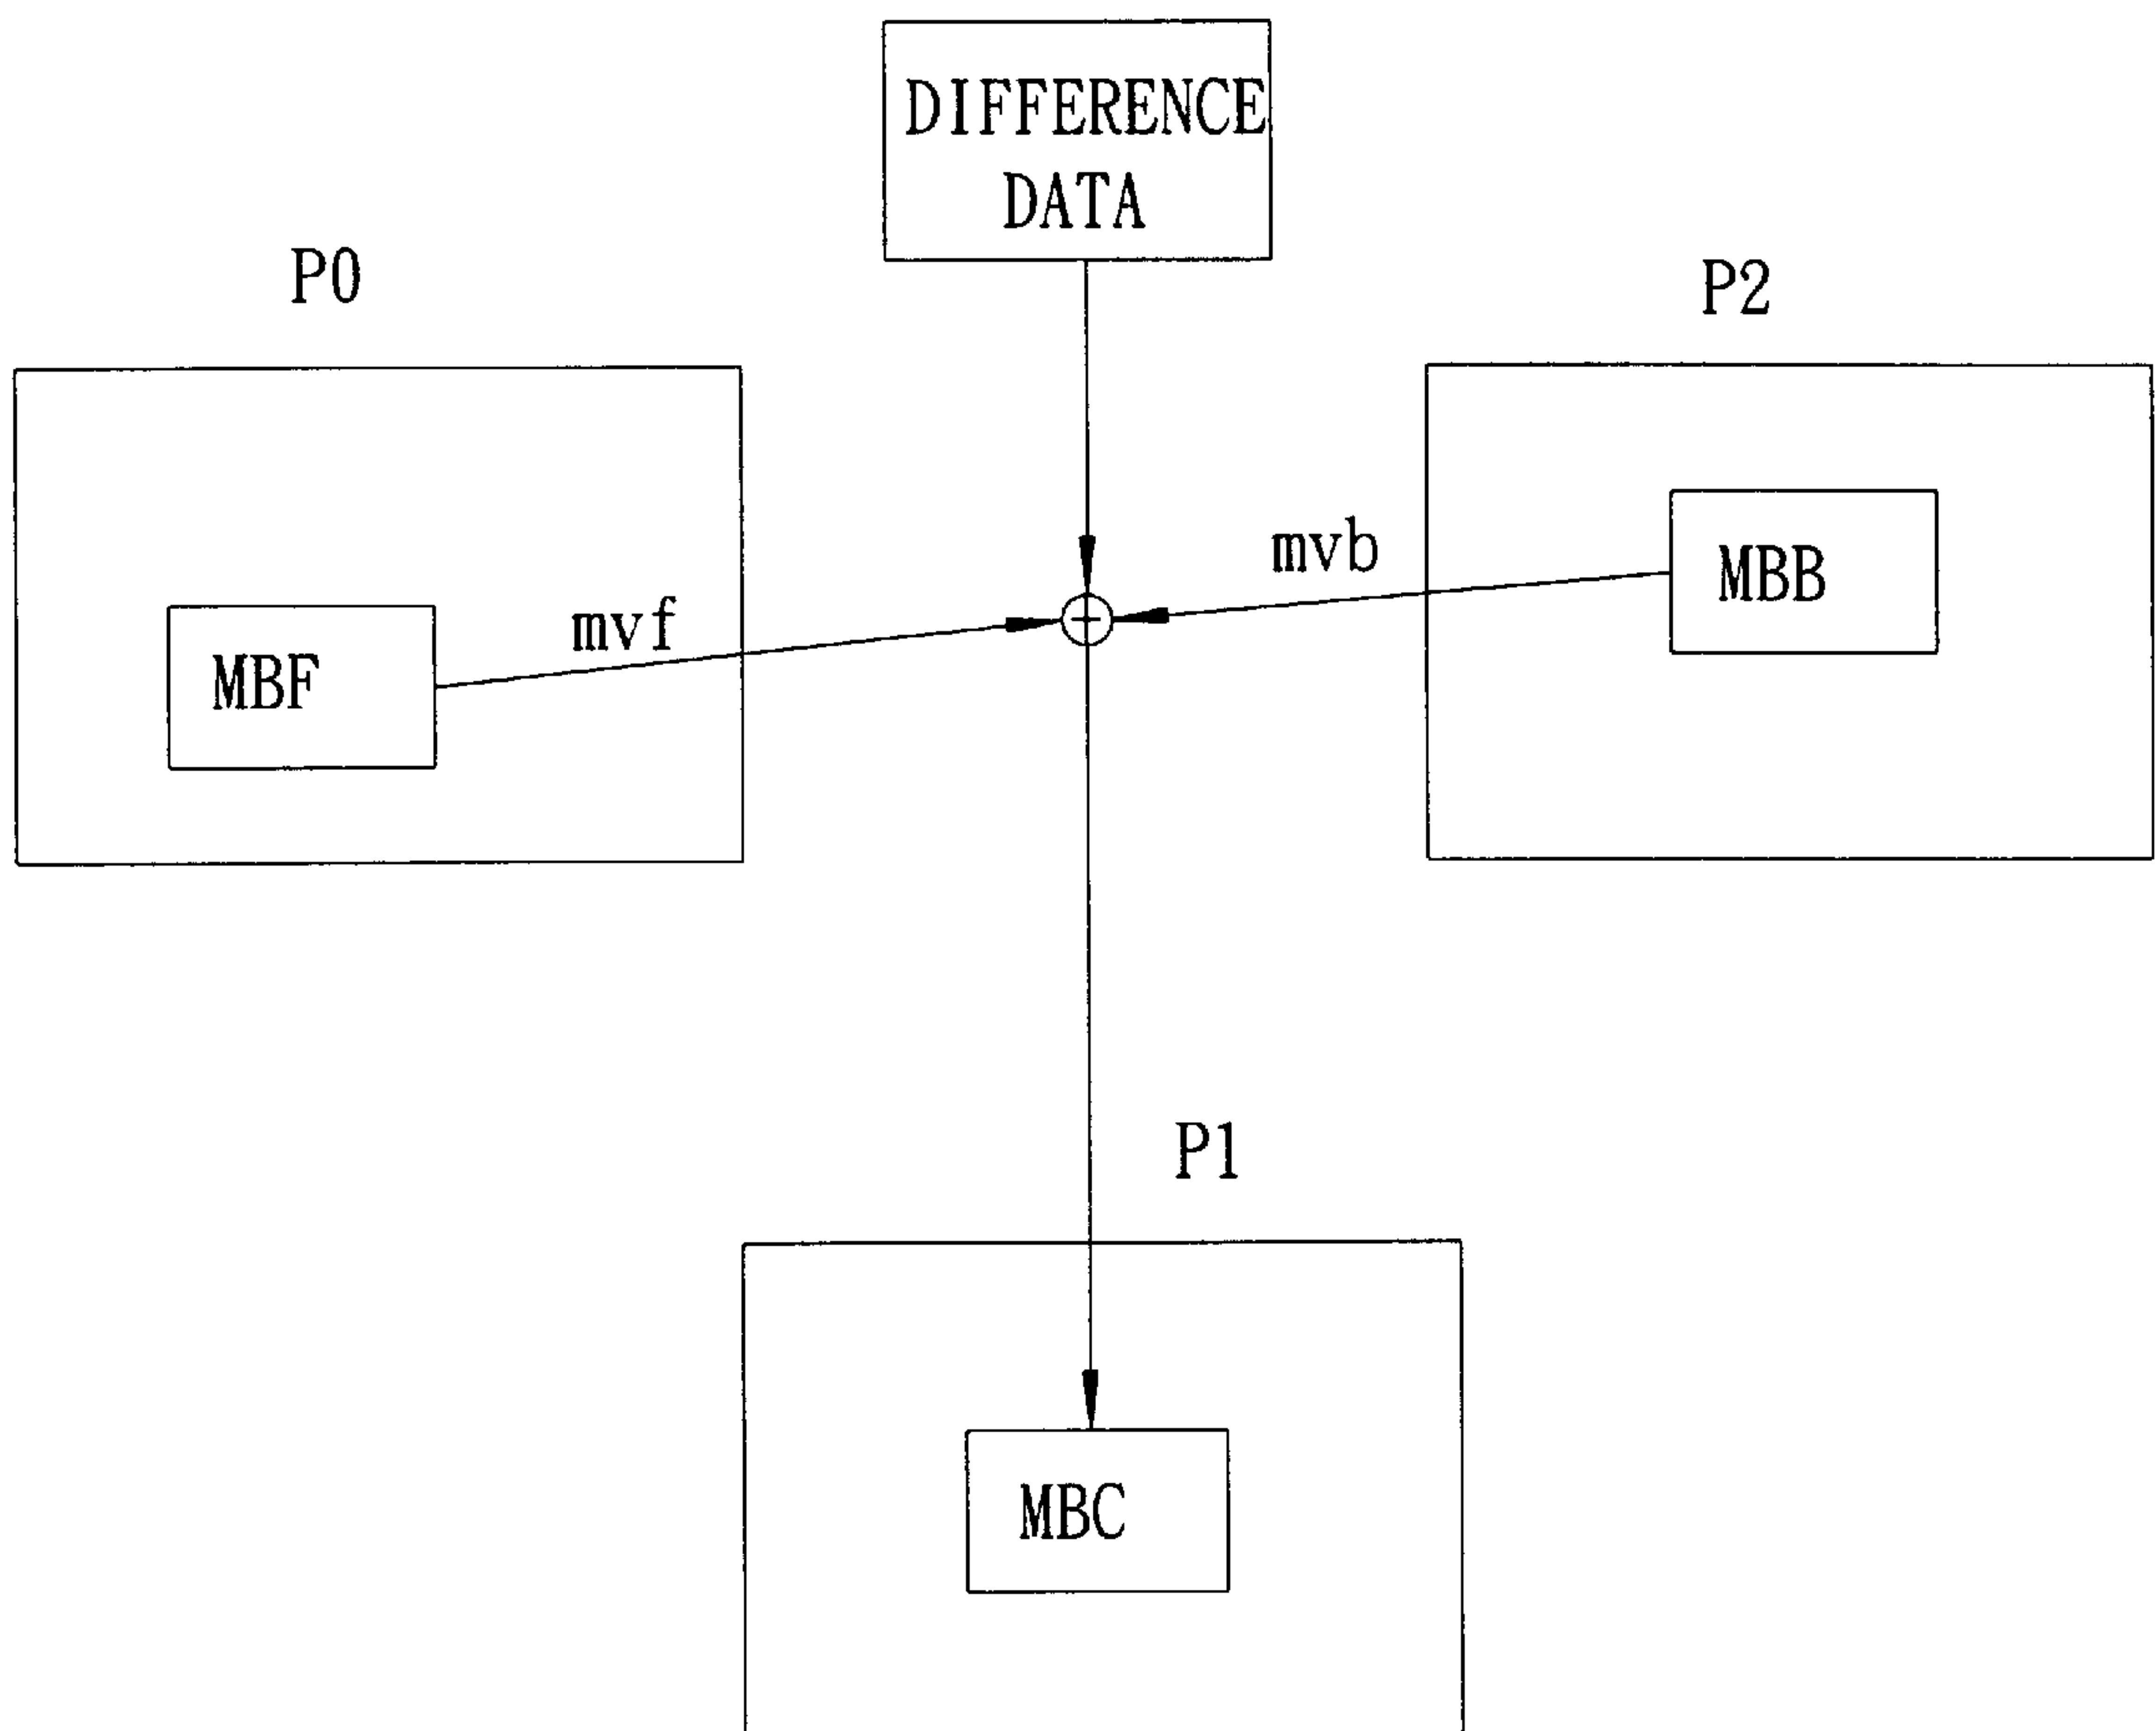 DIFFERENCE
DATA
P0
P2
mvb
MBB
mvf
MBF
P1
MBC